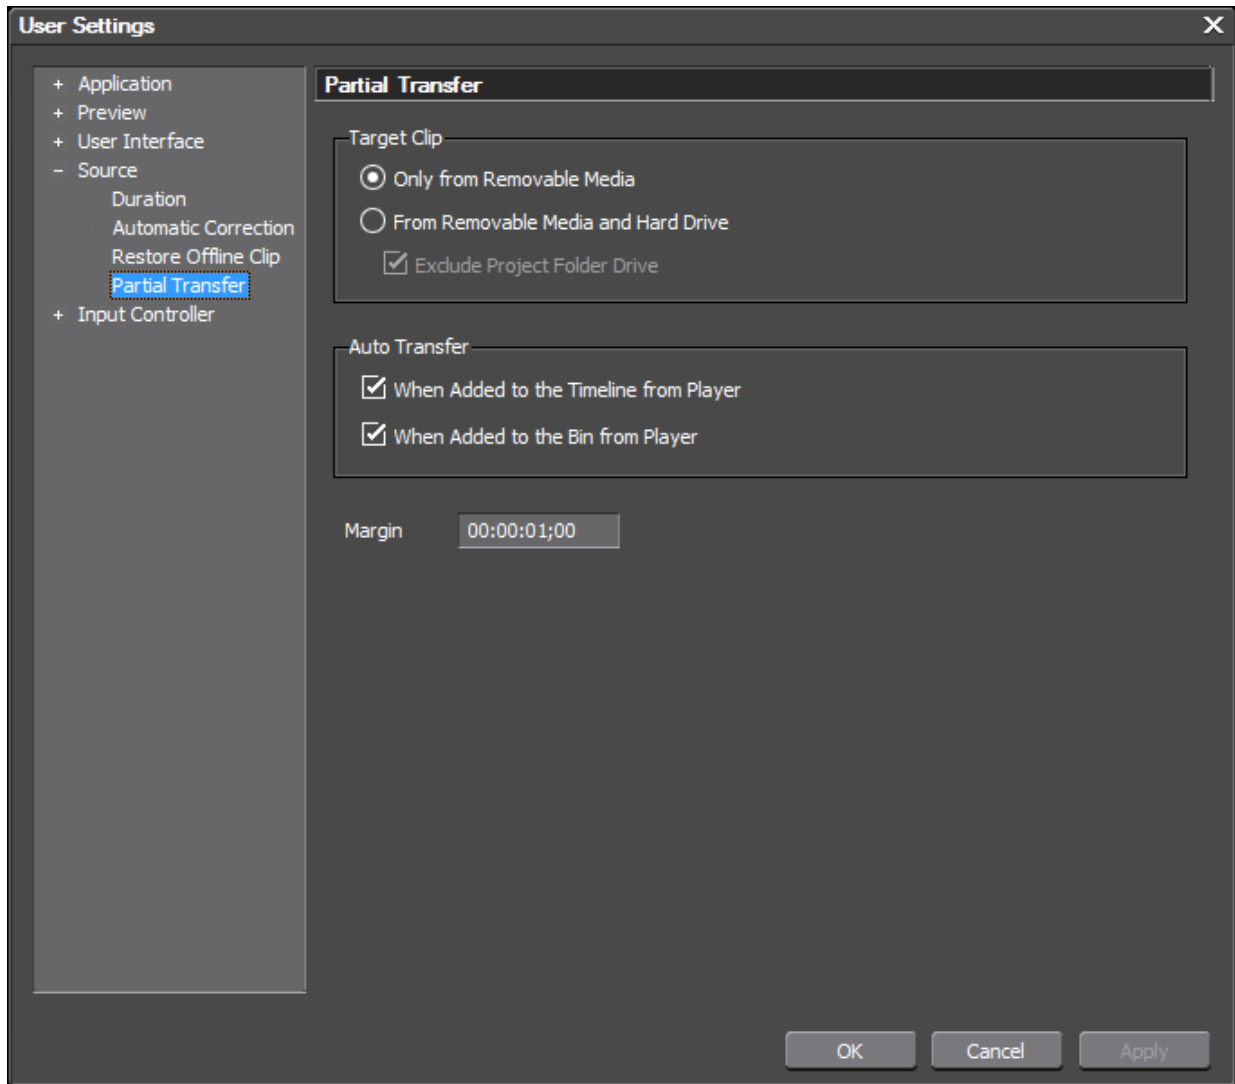 User Settings
+ Application
+ Preview
+ User Interface
- Source
Duration
Automatic Correction
Restore Offline Clip
Partial Transfer
+ Input Controller
Partial Transfer
Target Clip
Only from Removable Media
From Removable Media and Hard Drive
Exclude Project Folder Drive
Auto Transfer
When Added to the Timeline from Player
When Added to the Bin from Player
Margin 00:00:01;00
OK Cancel Apply